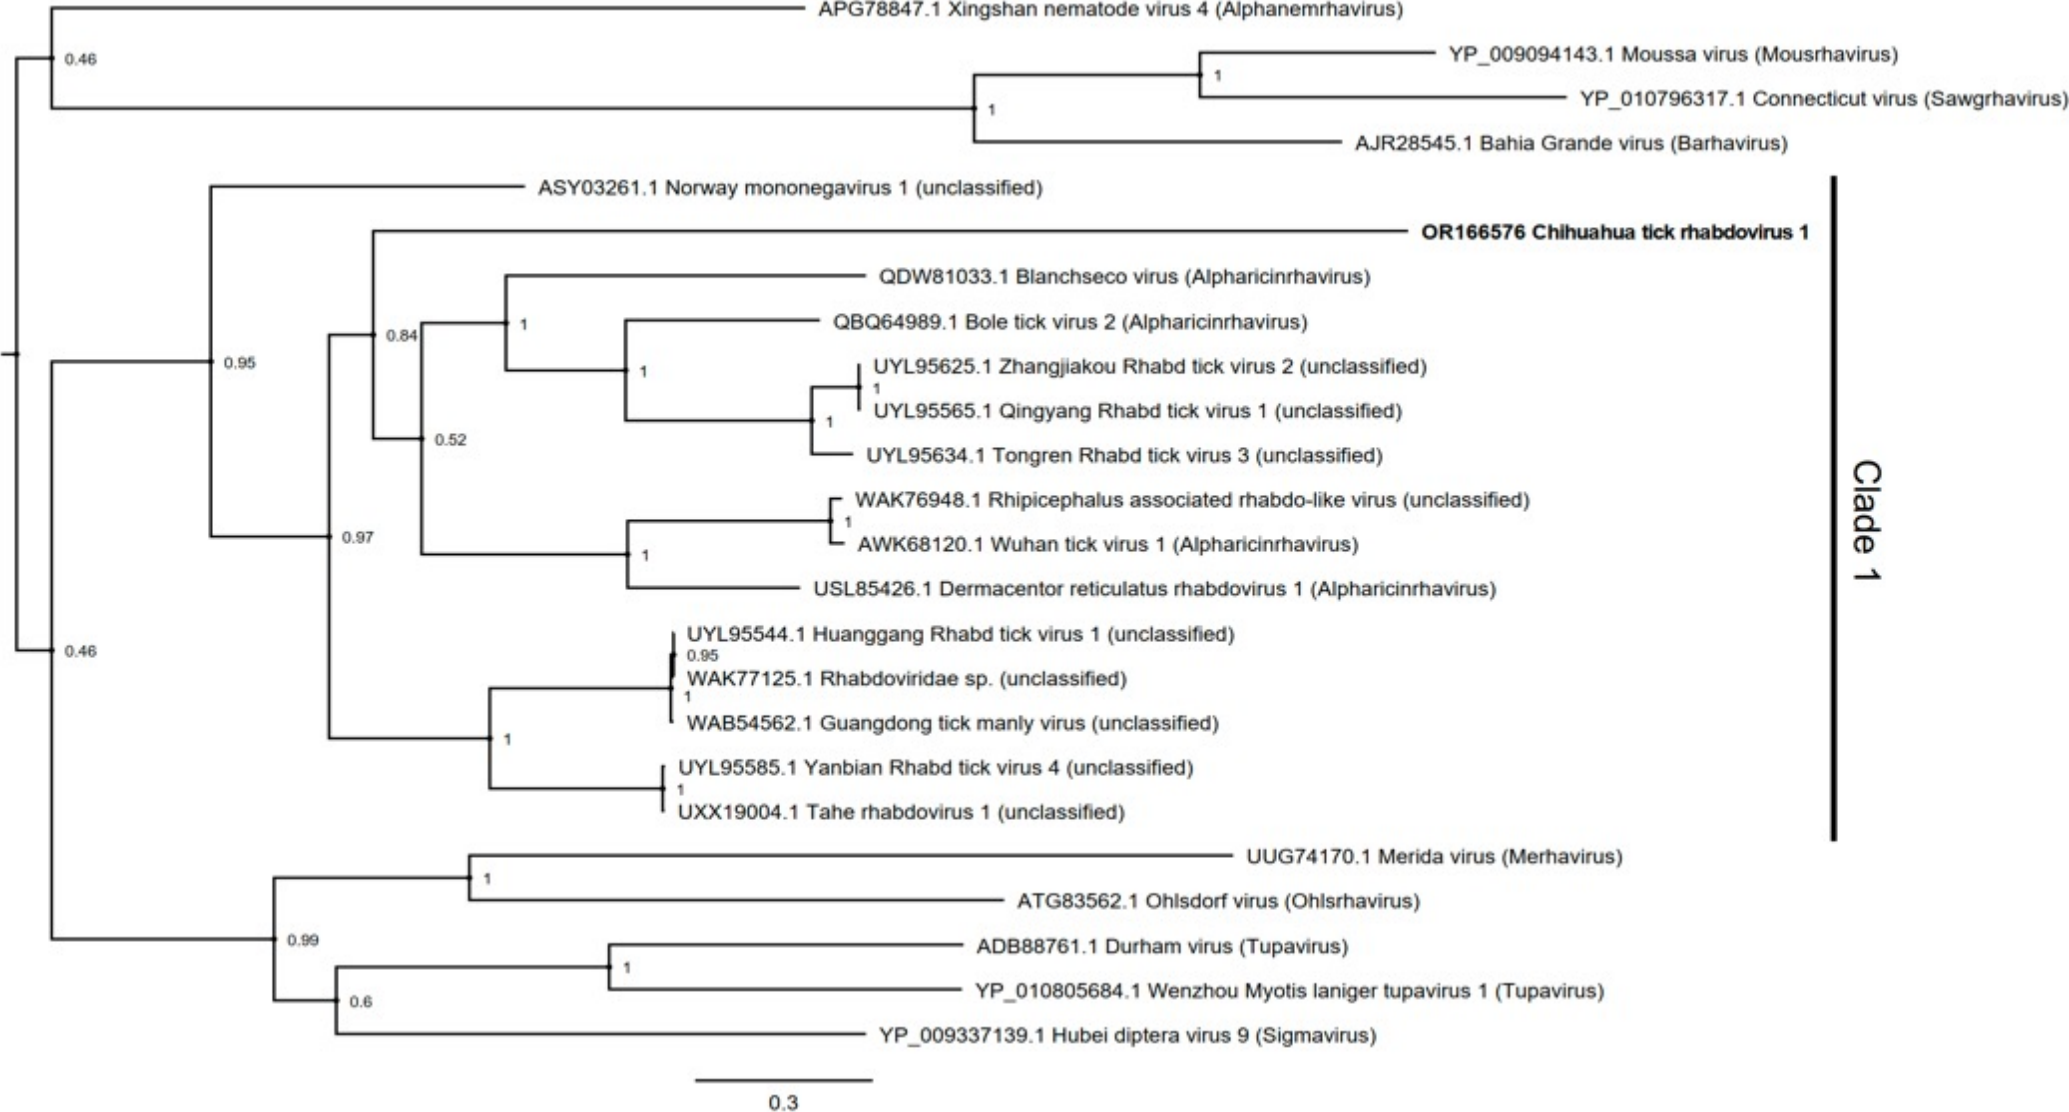 APG78847.1 Xingshan nematode virus 4 (Alphanemrhavirus)
0.46
YP_009094143.1 Moussa virus (Mousrhavirus)
1
YP_010796317.1 Connecticut virus (Sawgrhavirus)
1
AJR28545.1 Bahia Grande virus (Barhavirus)
ASY03261.1 Norway mononegavirus 1 (unclassified)
OR166576 Chihuahua tick rhabdovirus 1
QDW81033.1 Blanchseco virus (Alpharicinrhavirus)
1
QBQ64989.1 Bole tick virus 2 (Alpharicinrhavirus)
0.84
0.95
1
UYL95625.1 Zhangjiakou Rhabd tick virus 2 (unclassified)
1
UYL95565.1 Qingyang Rhabd tick virus 1 (unclassified)
1
0.52
UYL95634.1 Tongren Rhabd tick virus 3 (unclassified)
WAK76948.1 Rhipicephalus associated rhabdo-like virus (unclassified)
1
Clade 1
0.97
AWK68120.1 Wuhan tick virus 1 (Alpharicinrhavirus)
1
USL85426.1 Dermacentor reticulatus rhabdovirus 1 (Alpharicinrhavirus)
UYL95544.1 Huanggang Rhabd tick virus 1 (unclassified)
0.46
0.95
WAK77125.1 Rhabdoviridae sp. (unclassified)
1
WAB54562.1 Guangdong tick manly virus (unclassified)
1
UYL95585.1 Yanbian Rhabd tick virus 4 (unclassified)
1
UXX19004.1 Tahe rhabdovirus 1 (unclassified)
UUG74170.1 Merida virus (Merhavirus)
1
ATG83562.1 Ohlsdorf virus (Ohlsrhavirus)
0.99
ADB88761.1 Durham virus (Tupavirus)
1
YP_010805684.1 Wenzhou Myotis laniger tupavirus 1 (Tupavirus)
0.6
YP_009337139.1 Hubei diptera virus 9 (Sigmavirus)
0.3